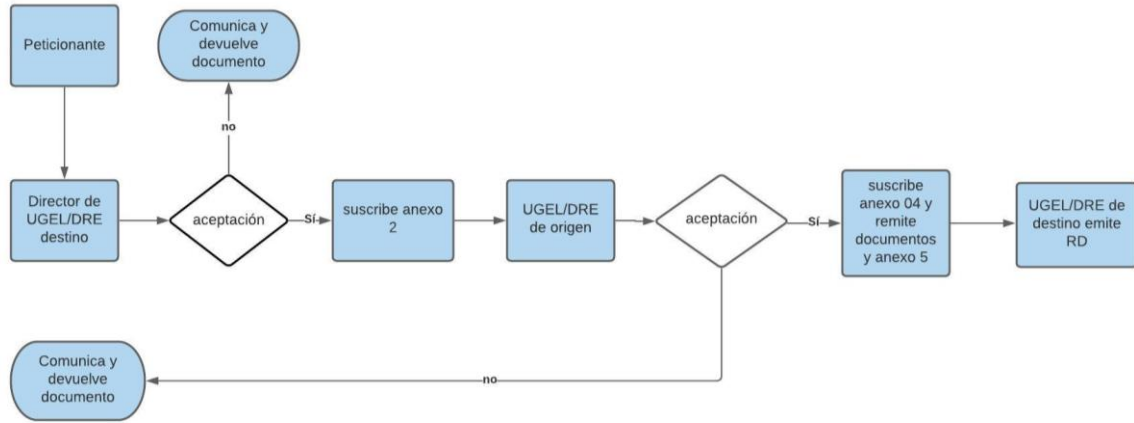 Peticionante
Comunica y
devuelve
documento
no
Director de
UGEL/DRE
destino
aceptación
Sí
suscribe anexo
2
UGEL/DRE
de origen
aceptación
Sí
suscribe
anexo 04 y
remite
documentos
y anexo 5
UGEL/DRE de
destino emite
RD
no
Comunica y
devuelve
documento